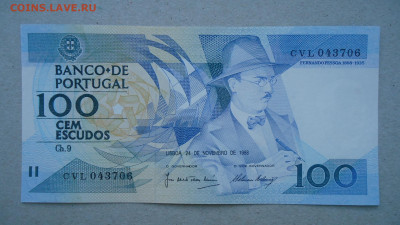 COINS.LAVE.RU
CVL 043706
FERNANDO PESSOA 1888-1935
BANCO DE
PORTUGAL
100
CEM
ESCUDOS
Ch. 9
LISBOA, 24 DE NOVEMBRO DE 1988
CVL 043706
100